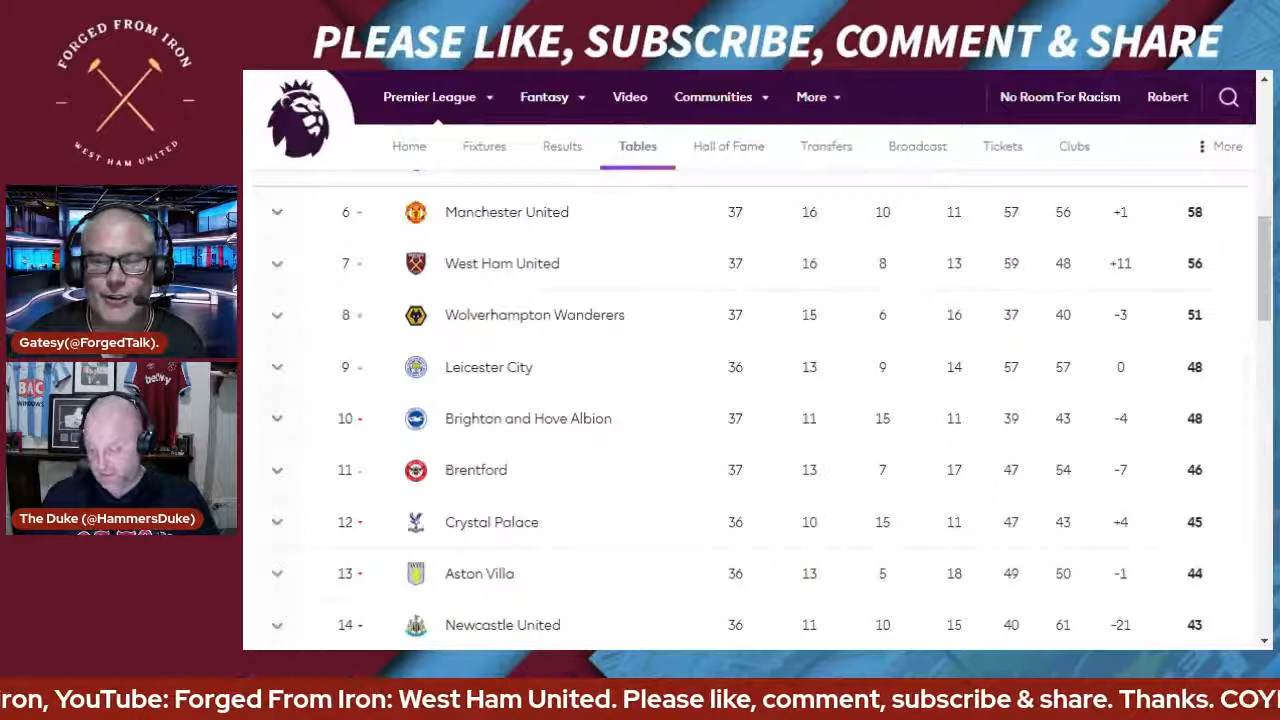 FORGED FROM IRON
WEST HAM UNITED
PLEASE LIKE, SUBSCRIBE, COMMENT & SHARE
Premier League Fantasy Video Communities More No Room For Racism Robert
Home Fixtures Results Tables Hall of Fame Transfers Broadcast Tickets Clubs More
6 - Manchester United 37 16 10 11 57 56 +1 58
7 West Ham United 37 16 8 13 59 48 +11 56
8 Wolverhampton Wanderers 37 15 6 16 37 40 -3 51
9 Leicester City 36 13 9 14 57 57 0 48
10 Brighton and Hove Albion 37 11 15 11 39 43 -4 48
11 Brentford 37 13 7 17 47 54 -7 46
12 Crystal Palace 36 10 15 11 47 43 +4 45
13 Aston Villa 36 13 5 18 49 50 -1 44
14 Newcastle United 36 11 10 15 40 61 -21 43
Gatesy(@ForgedTalk).
BAC
WINDOWS
betway
The Duke (@HammersDuke)
iron, YouTube: Forged From Iron: West Ham United. Please like, comment, subscribe & share. Thanks. COY